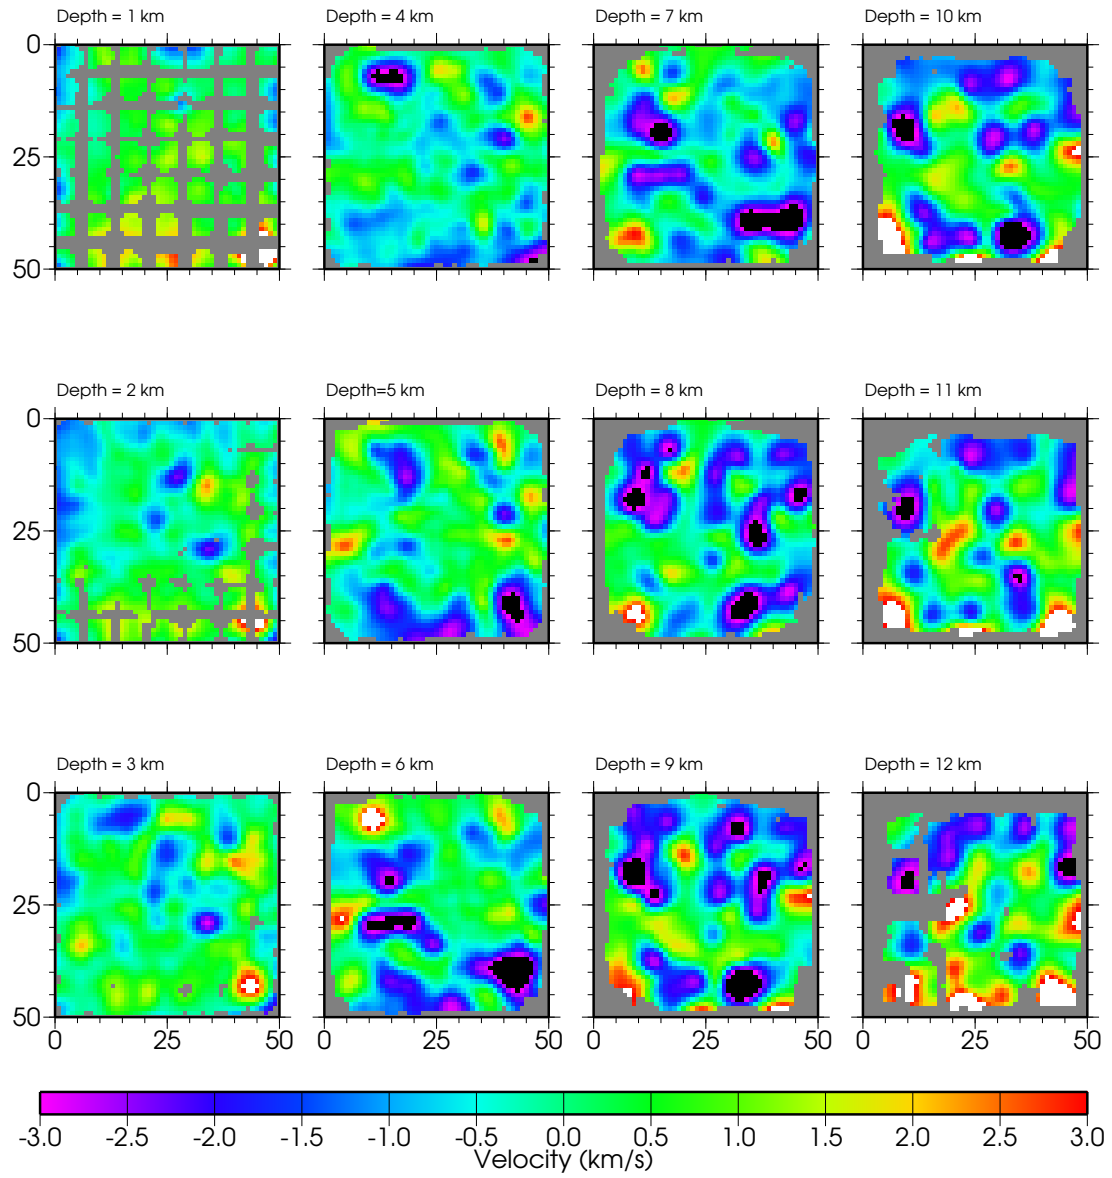 Depth = 1 km Depth = 4 km Depth = 7 km Depth = 10 km
0
25
50
Depth = 2 km Depth=5 km Depth = 8 km Depth = 11 km
0
25
50
Depth = 3 km Depth = 6 km Depth = 9 km Depth = 12 km
0
25
50
0 25 50 0 25 50 0 25 50 0 25 50
-3.0 -2.5 -2.0 -1.5 -1.0 -0.5 0.0 0.5 1.0 1.5 2.0 2.5 3.0
Velocity (km/s)